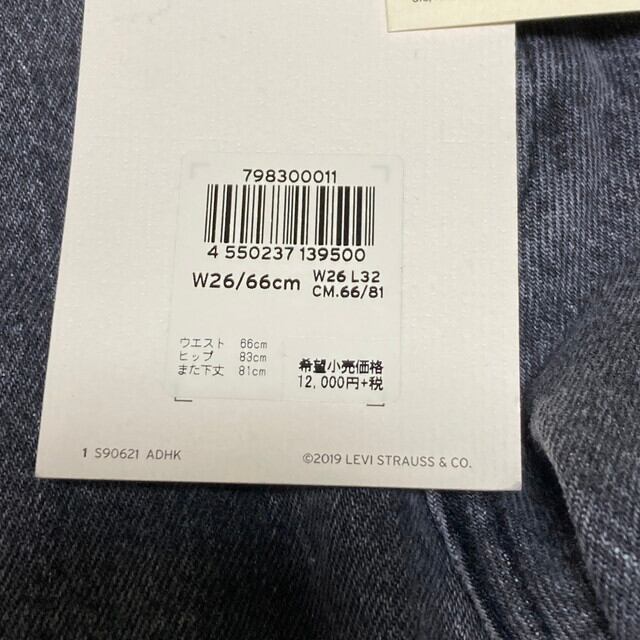 798300011
4 550237 139500
W26/66cm
W26 L32
CM.66/81
ウエスト 66cm
ヒップ 83cm
また下丈 81cm
希望小売価格
12,000円+税
1 S90621 ADHK
©2019 LEVI STRAUSS & CO.